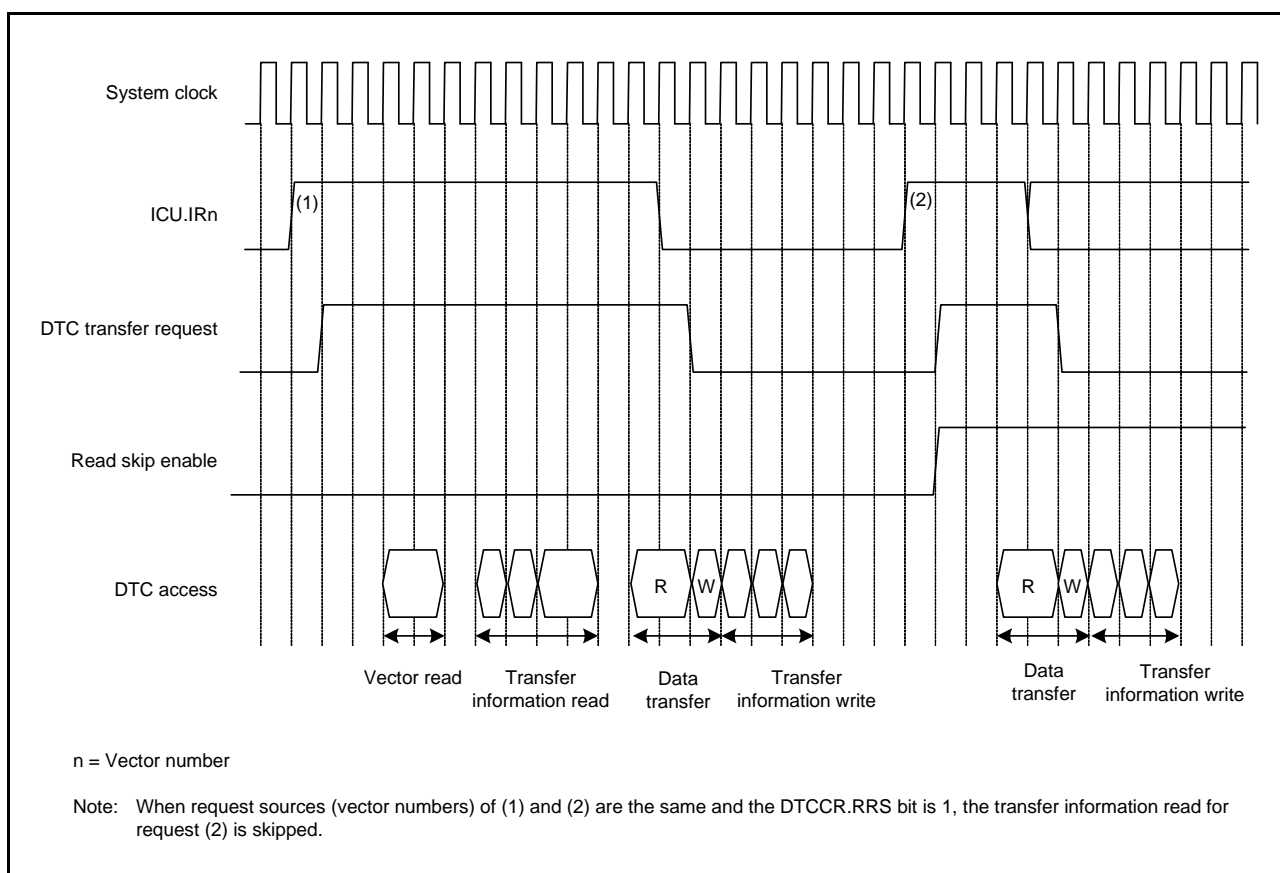 System clock
ICU.IRn
(1)
(2)
DTC transfer request
Read skip enable
DTC access
R
W
R
W
Vector read
Transfer
information read
Data
transfer
Transfer
information write
Data
transfer
Transfer
information write
n = Vector number
Note: When request sources (vector numbers) of (1) and (2) are the same and the DTCCR.RRS bit is 1, the transfer information read for
request (2) is skipped.